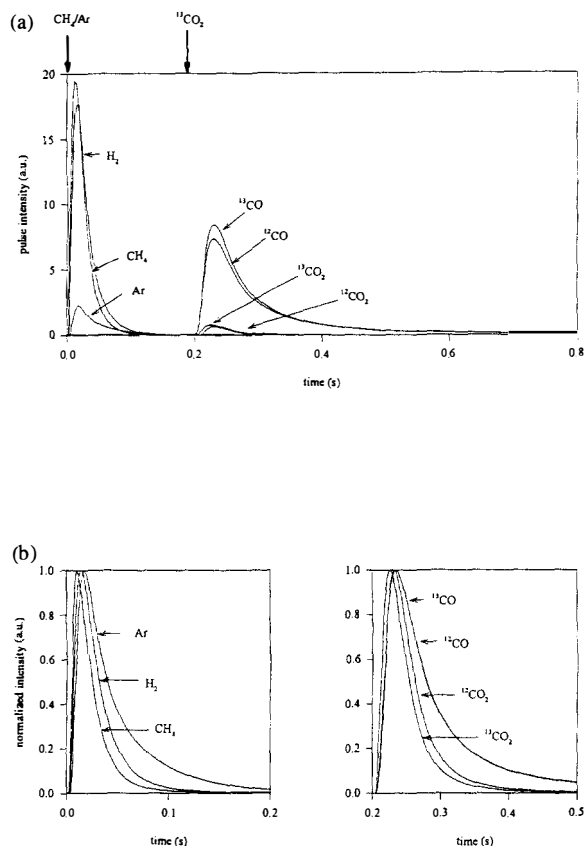 (a)
CH₄/Ar
¹³CO₂
20
15
10
5
0
pulse intensity (a.u.)
H₂
CH₄
Ar
¹³CO
¹²CO
¹³CO₂
¹²CO₂
0.0 0.2 0.4 0.6 0.8
time (s)
(b)
1.0
0.8
0.6
0.4
0.2
0.0
normalized intensity (a.u.)
Ar
H₂
CH₄
0.0 0.1 0.2
time (s)
1.0
0.8
0.6
0.4
0.2
0.0
¹³CO
¹²CO
¹²CO₂
¹³CO₂
0.2 0.3 0.4 0.5
time (s)